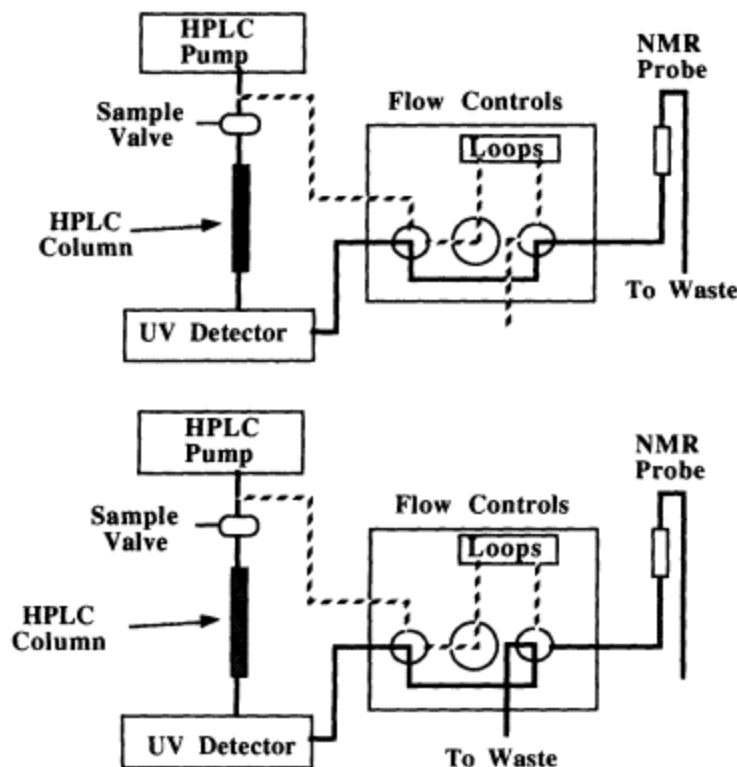 HPLC
Pump
NMR
Probe
Sample
Valve
Flow Controls
Loops
HPLC
Column
To Waste
UV Detector
HPLC
Pump
NMR
Probe
Sample
Valve
Flow Controls
Loops
HPLC
Column
UV Detector
To Waste